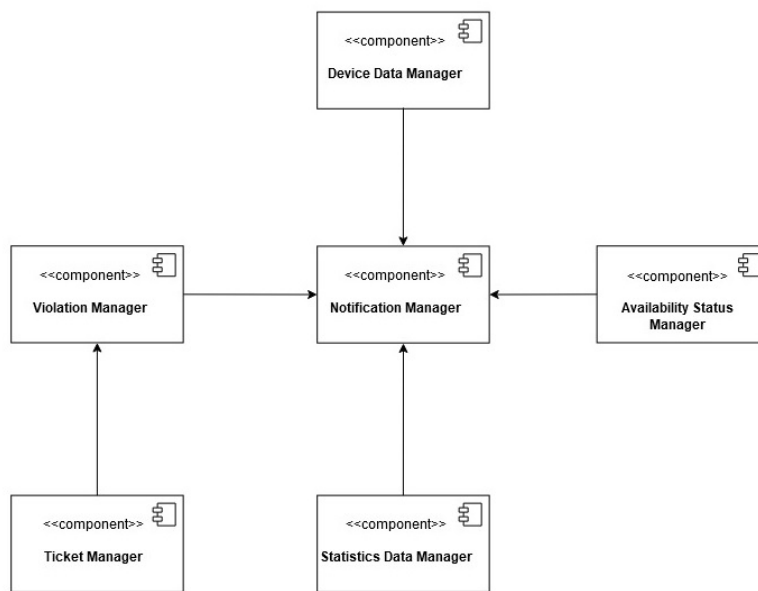 <<component>>
Device Data Manager
<<component>>
Violation Manager
<<component>>
Notification Manager
<<component>>
Availability Status
Manager
<<component>>
Ticket Manager
<<component>>
Statistics Data Manager